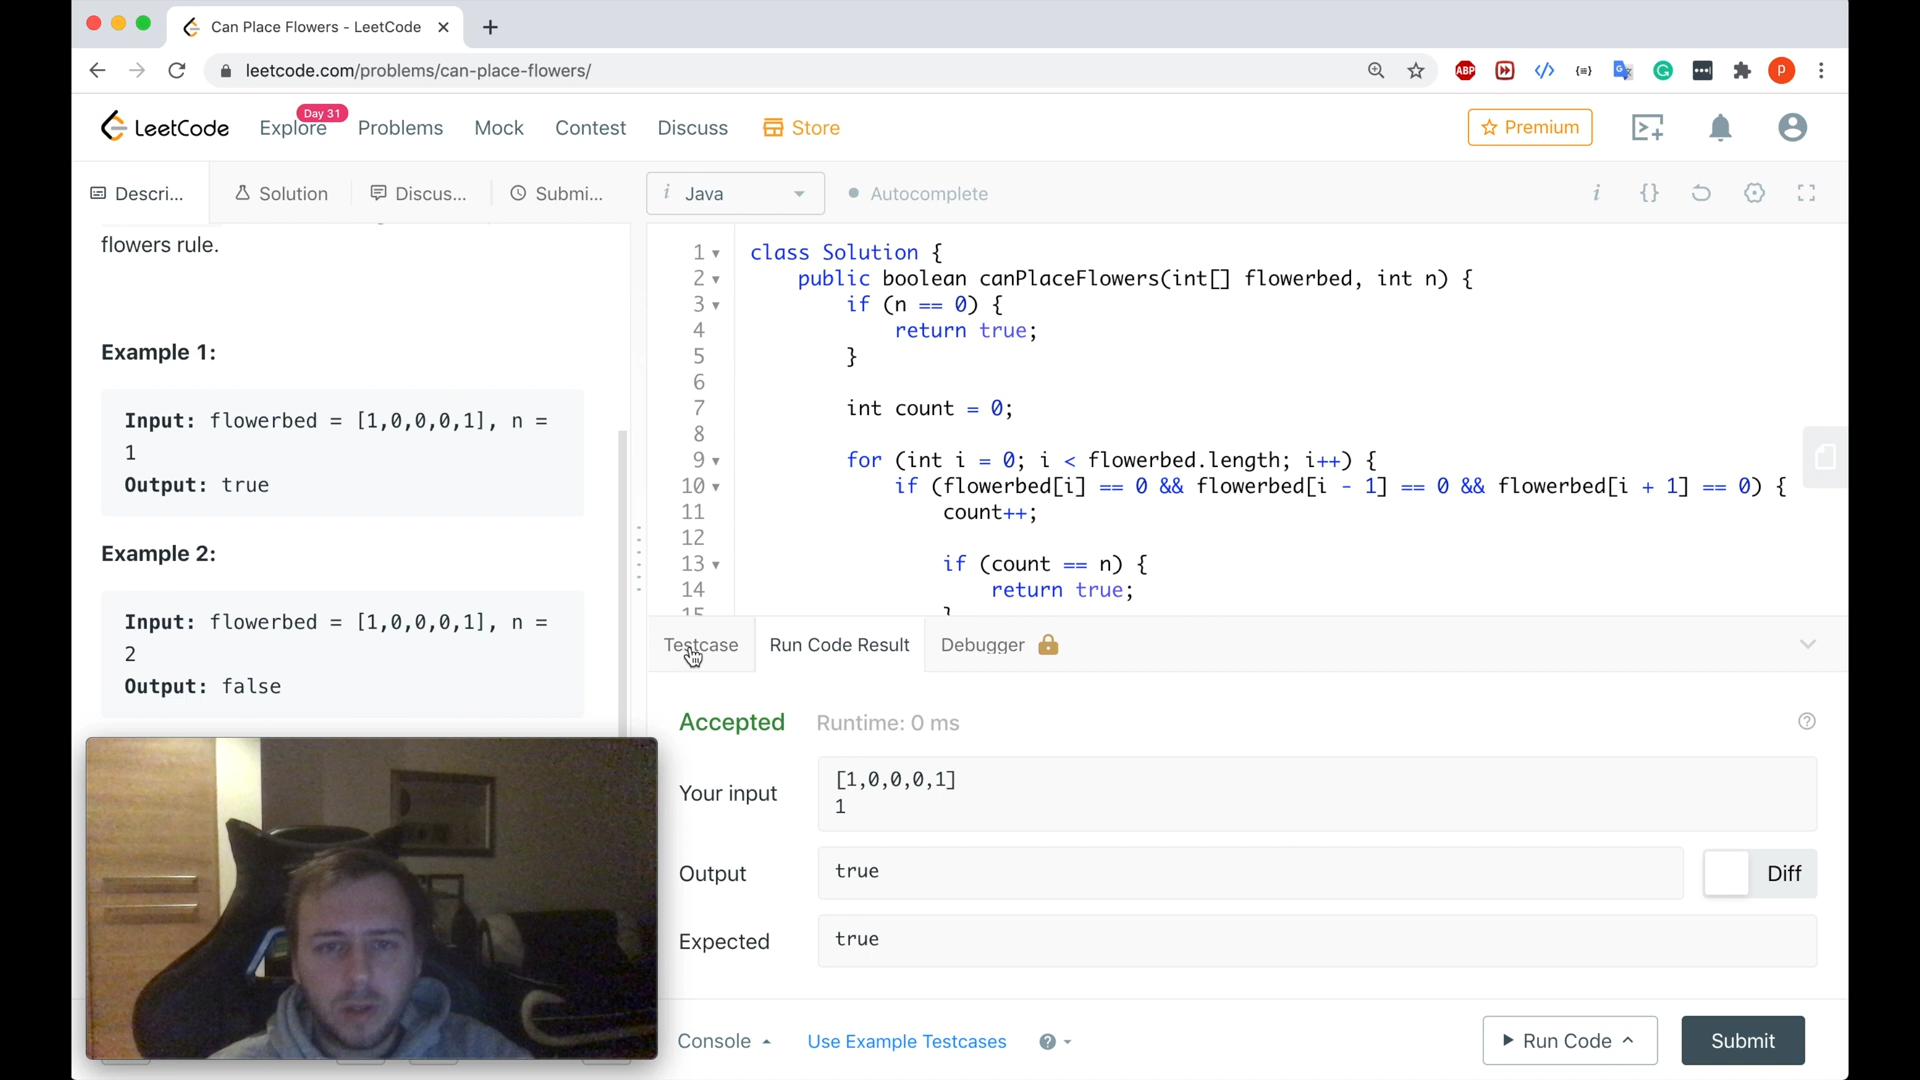 Can Place Flowers - LeetCode
leetcode.com/problems/can-place-flowers/
ABP
P
LeetCode
Explore
Day 31
Problems
Mock
Contest
Discuss
Store
Premium
Descri...
Solution
Discus...
Submi...
i Java
Autocomplete
i {}
flowers rule.
Example 1:
Input: flowerbed = [1,0,0,0,1], n =
1
Output: true
Example 2:
Input: flowerbed = [1,0,0,0,1], n =
2
Output: false
1 class Solution {
2 public boolean canPlaceFlowers(int[] flowerbed, int n) {
3 if (n == 0) {
4 return true;
5 }
6
7 int count = 0;
8
9 for (int i = 0; i < flowerbed.length; i++) {
10 if (flowerbed[i] == 0 && flowerbed[i - 1] == 0 && flowerbed[i + 1] == 0) {
11 count++;
12
13 if (count == n) {
14 return true;
15 }
Testcase
Run Code Result
Debugger
Accepted
Runtime: 0 ms
Your input
[1,0,0,0,1]
1
Output
true
Diff
Expected
true
Console
Use Example Testcases
Run Code
Submit